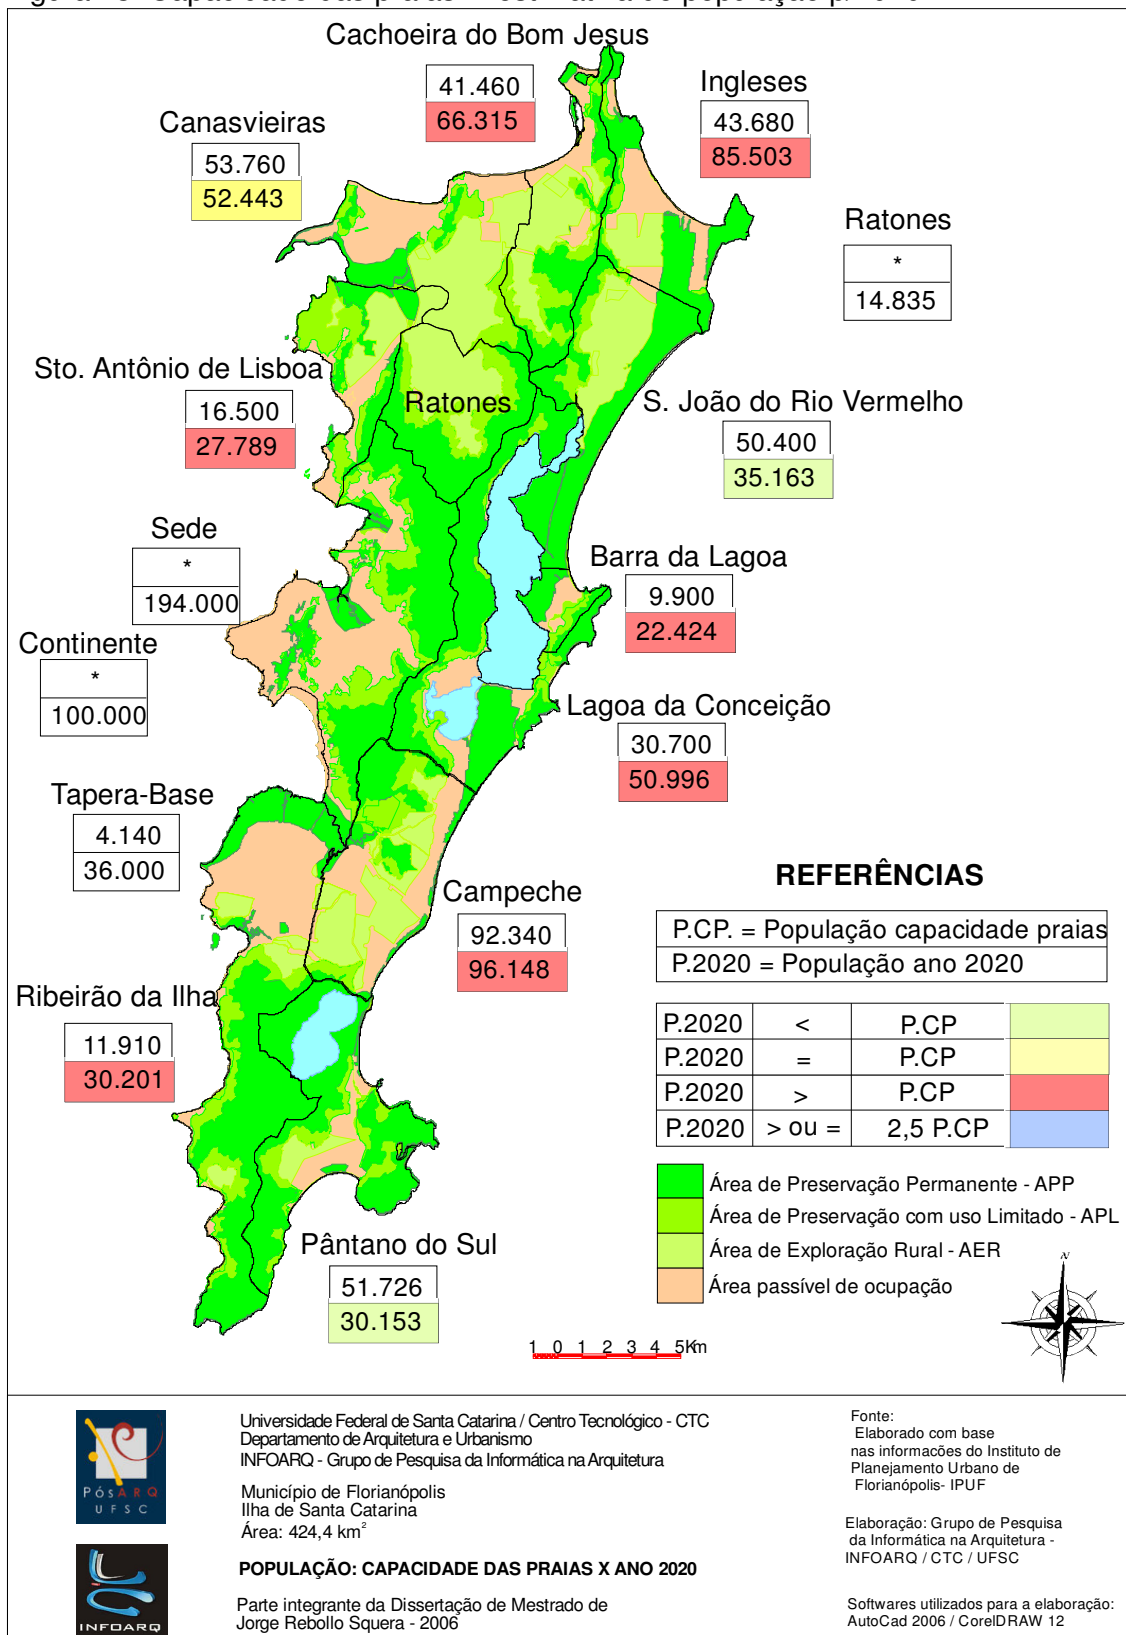 Cachoeira do Bom Jesus
41.460
66.315
Ingleses
43.680
85.503
Canasvieiras
53.760
52.443
Ratones
*
14.835
Sto. Antônio de Lisboa
16.500
27.789
Ratones
S. João do Rio Vermelho
50.400
35.163
Sede
*
194.000
Barra da Lagoa
9.900
22.424
Continente
*
100.000
Lagoa da Conceição
30.700
50.996
Tapera-Base
4.140
36.000
Campeche
92.340
96.148
Ribeirão da Ilha
11.910
30.201
Pântano do Sul
51.726
30.153
REFERÊNCIAS
P.CP. = População capacidade praias
P.2020 = População ano 2020
P.2020 < P.CP
P.2020 = P.CP
P.2020 > P.CP
P.2020 > ou = 2,5 P.CP
Área de Preservação Permanente - APP
Área de Preservação com uso Limitado - APL
Área de Exploração Rural - AER
Área passível de ocupação
N
1 0 1 2 3 4 5Km
PósARQ
UFSC
INFOARQ
Universidade Federal de Santa Catarina / Centro Tecnológico - CTC
Departamento de Arquitetura e Urbanismo
INFOARQ - Grupo de Pesquisa da Informática na Arquitetura
Município de Florianópolis
Ilha de Santa Catarina
Área: 424,4 km²
POPULAÇÃO: CAPACIDADE DAS PRAIAS X ANO 2020
Parte integrante da Dissertação de Mestrado de
Jorge Rebollo Squera - 2006
Fonte:
Elaborado com base
nas informacões do Instituto de
Planejamento Urbano de
Florianópolis- IPUF
Elaboração: Grupo de Pesquisa
da Informática na Arquitetura -
INFOARQ / CTC / UFSC
Softwares utilizados para a elaboração:
AutoCad 2006 / CorelDRAW 12